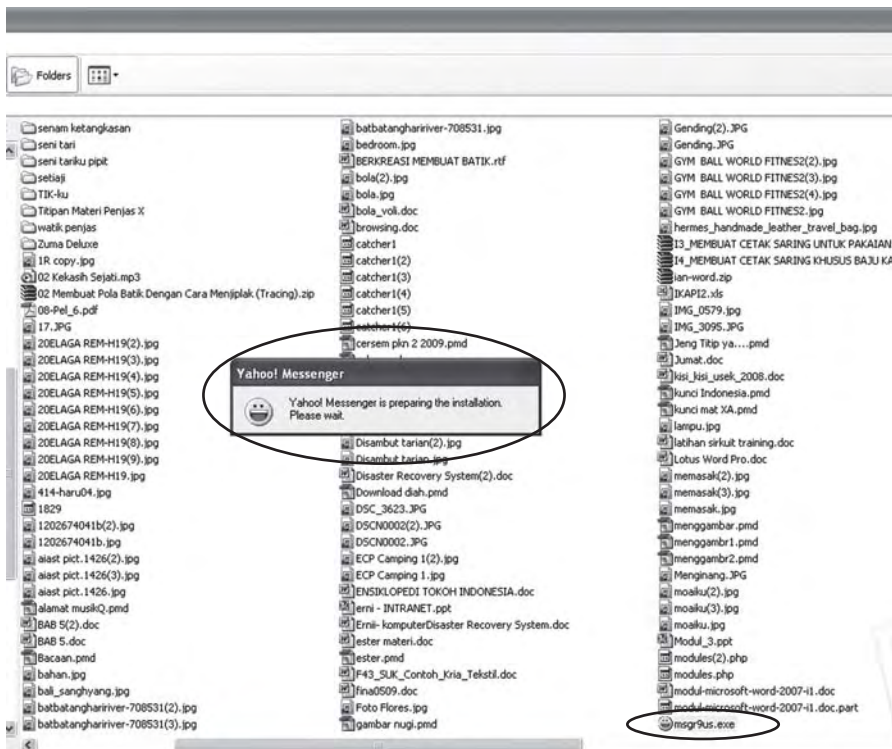 Folders
senam ketangkasan
seni tari
seni tariku pipit
setiaji
TIK-ku
Titipan Materi Penjas X
watik penjas
Zuma Deluxe
1R copy.jpg
02 Kekasih Sejati.mp3
02 Membuat Pola Batik Dengan Cara Menjiplak (Tracing).zip
08-Pel_6.pdf
17.JPG
20ELAGA REM-H19(2).jpg
20ELAGA REM-H19(3).jpg
20ELAGA REM-H19(4).jpg
20ELAGA REM-H19(5).jpg
20ELAGA REM-H19(6).jpg
20ELAGA REM-H19(7).jpg
20ELAGA REM-H19(8).jpg
20ELAGA REM-H19(9).jpg
20ELAGA REM-H19.jpg
414-haru04.jpg
1829
1202674041b(2).jpg
1202674041b.jpg
aiast pict.1426(2).jpg
aiast pict.1426(3).jpg
aiast pict.1426.jpg
alamat musikQ.pmd
BAB 5(2).doc
BAB 5.doc
Bacaan.pmd
bahan.jpg
bali_sanghyang.jpg
batbatanghaririver-708531(2).jpg
batbatanghaririver-708531(3).jpg
batbatanghaririver-708531.jpg
bedroom.jpg
BERKREASI MEMBUAT BATIK.rtf
bola(2).jpg
bola.jpg
bola_voli.doc
browsing.doc
catcher1
catcher1(2)
catcher1(3)
catcher1(4)
catcher1(5)
catcher1(6)
cersem pkn 2 2009.pmd
Yahoo! Messenger
Yahoo! Messenger is preparing the installation.
Please wait.
Disambut tarian(2).jpg
Disambut tarian.jpg
Disaster Recovery System(2).doc
Download diah.pmd
DSC_3623.JPG
DSCN0002(2).JPG
DSCN0002.JPG
ECP Camping 1(2).jpg
ECP Camping 1.jpg
ENSIKLOPEDI TOKOH INDONESIA.doc
erni - INTRANET.ppt
Ernii- komputerDisaster Recovery System.doc
ester materi.doc
ester.pmd
F43_SUK_Contoh_Kria_Tekstil.doc
fina0509.doc
Foto Flores.jpg
gambar nugi.pmd
Gending(2).JPG
Gending.JPG
GYM BALL WORLD FITNES2(2).jpg
GYM BALL WORLD FITNES2(3).jpg
GYM BALL WORLD FITNES2(4).jpg
GYM BALL WORLD FITNES2.jpg
hermes_handmade_leather_travel_bag.jpg
I3_MEMBUAT CETAK SARING UNTUK PAKAIAN
I4_MEMBUAT CETAK SARING KHUSUS BAJU KA
ian-word.zip
IKAPI2.xls
IMG_0579.jpg
IMG_3095.JPG
Jeng Titip ya....pmd
Jumat.doc
kisi_kisi_usek_2008.doc
kunci Indonesia.pmd
kunci mat XA.pmd
lampu.jpg
latihan sirkuit training.doc
Lotus Word Pro.doc
memasak(2).jpg
memasak(3).jpg
memasak.jpg
menggambar.pmd
menggambr1.pmd
menggambr2.pmd
Menginang.JPG
moaiku(2).jpg
moaiku(3).jpg
moaiku.jpg
Modul_3.ppt
modules(2).php
modules.php
modul-microsoft-word-2007-i1.doc
modul-microsoft-word-2007-i1.doc.part
msgr9us.exe